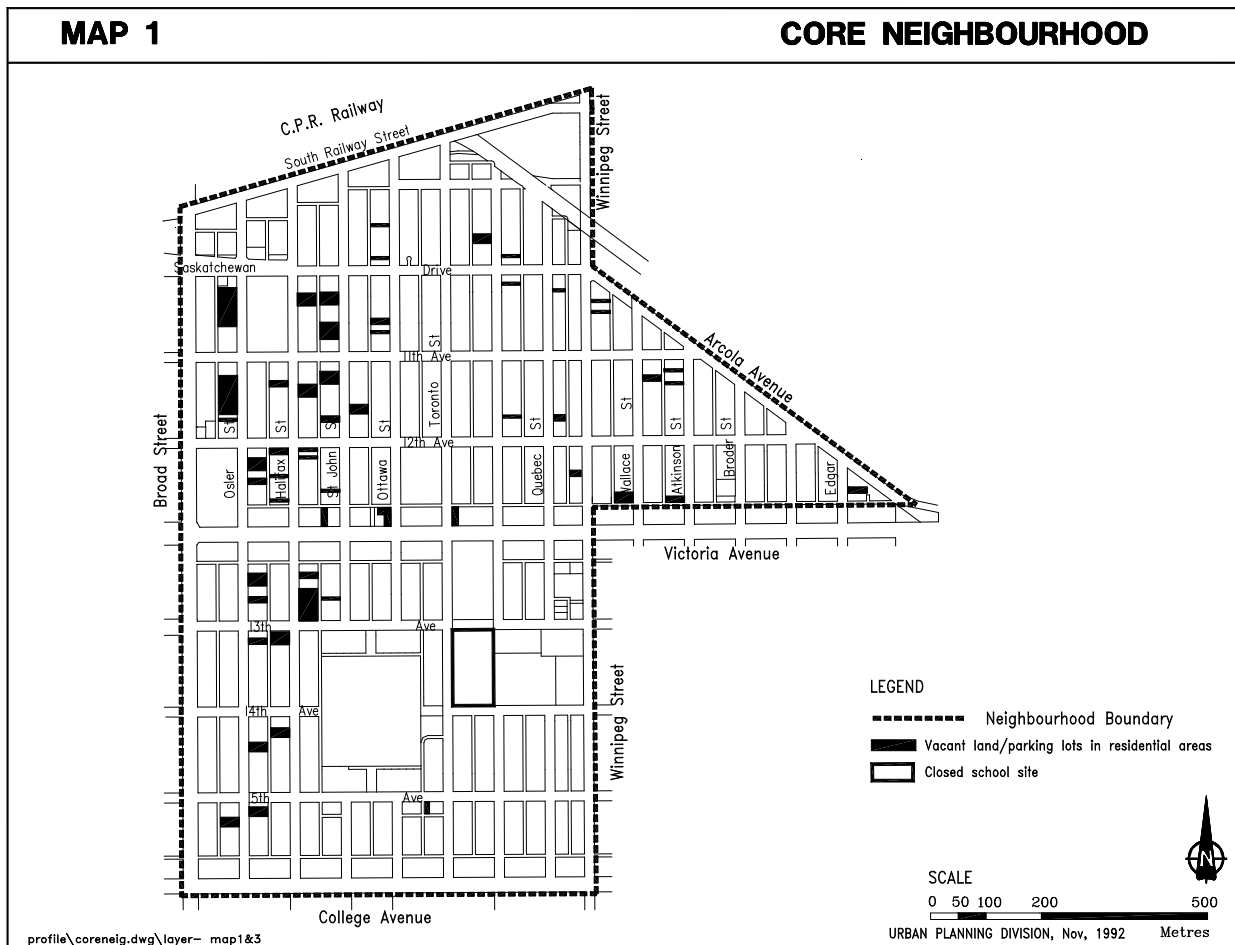 MAP 1
CORE NEIGHBOURHOOD
C.P.R. Railway
South Railway Street
Winnipeg Street
Saskatchewan
Drive
Arcola Avenue
St
11th Ave
Toronto
Broad Street
St
St
St
St
St
St
St
St
12th Ave
Osler
Halifax
St John
Ottawa
Quebec
Wallace
Atkinson
Broder
Edgar
Victoria Avenue
13th
Ave
Winnipeg Street
14th
Ave
15th
Ave
College Avenue
LEGEND
Neighbourhood Boundary
Vacant land/parking lots in residential areas
Closed school site
N
SCALE
0 50 100 200 500
URBAN PLANNING DIVISION, Nov, 1992 Metres
profile\coreneig.dwg\layer- map1&3